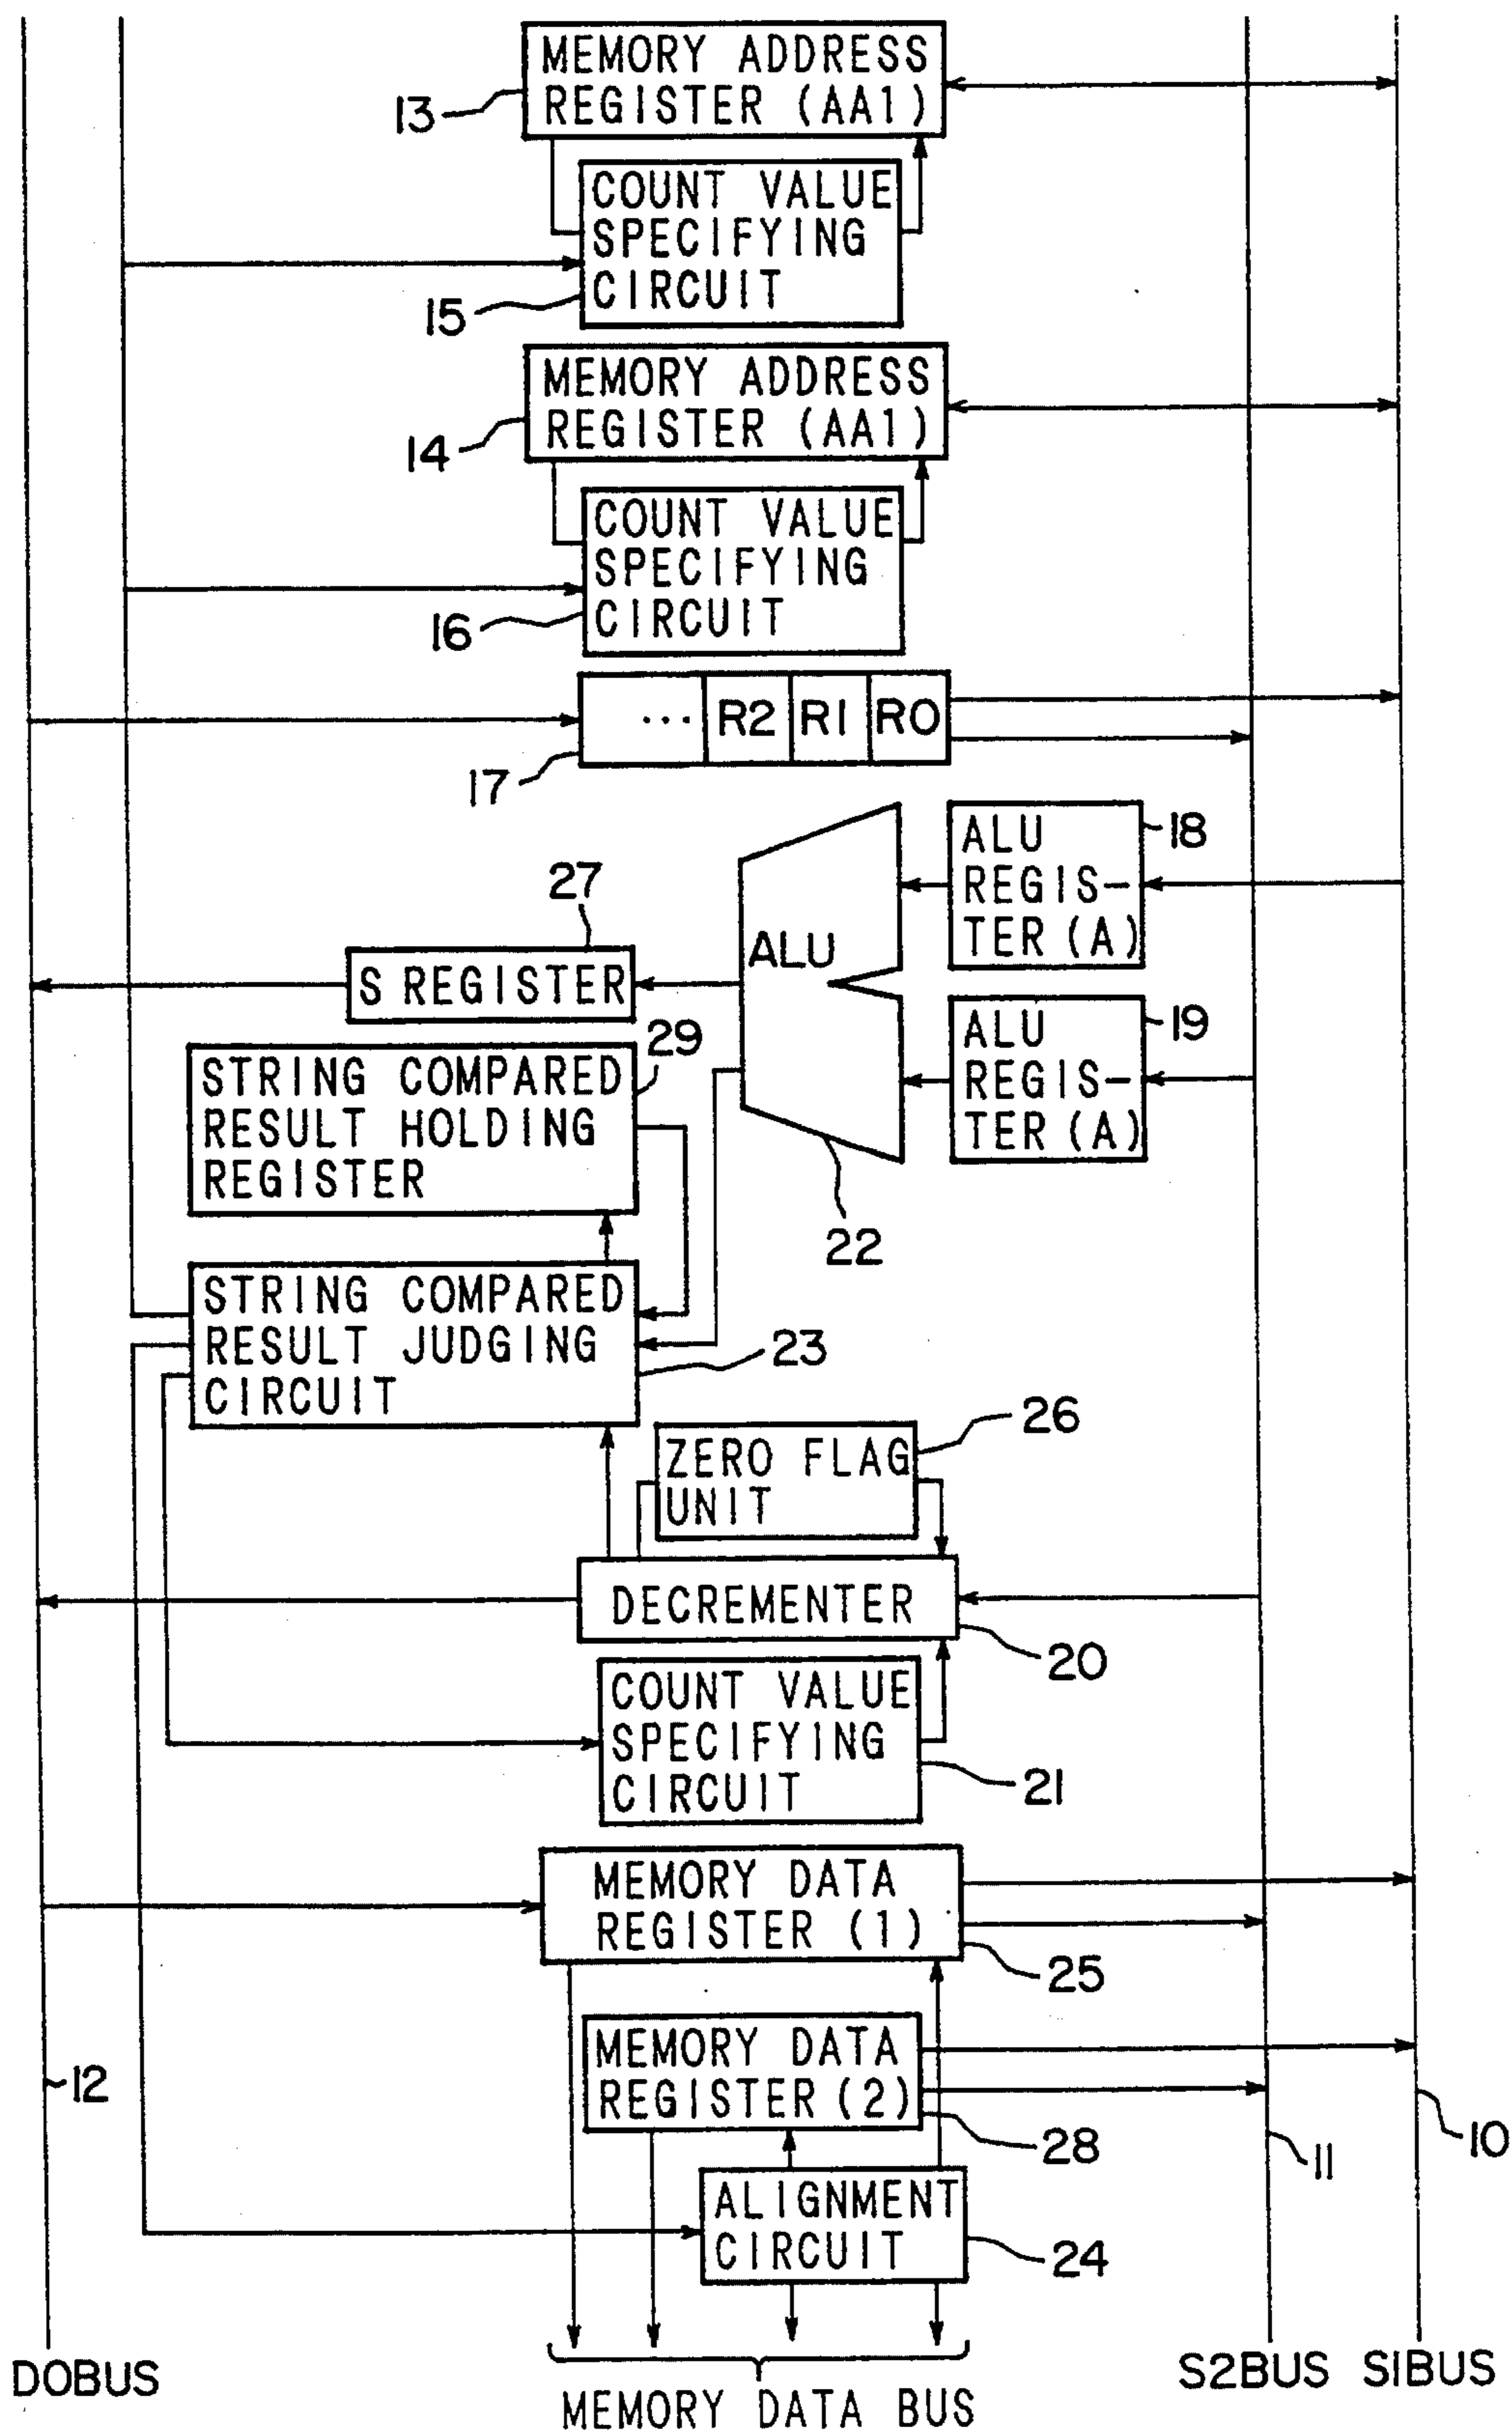 MEMORY ADDRESS
REGISTER (AA1)
13
COUNT VALUE
SPECIFYING
CIRCUIT
15
MEMORY ADDRESS
REGISTER (AA1)
14
COUNT VALUE
SPECIFYING
CIRCUIT
16
... R2 R1 R0
17
ALU
REGIS-
TER (A)
18
27
ALU
S REGISTER
ALU
REGIS-
TER (A)
19
29
STRING COMPARED
RESULT HOLDING
REGISTER
22
STRING COMPARED
RESULT JUDGING
CIRCUIT
23
26
ZERO FLAG
UNIT
DECREMENTER
20
COUNT VALUE
SPECIFYING
CIRCUIT
21
MEMORY DATA
REGISTER (1)
25
MEMORY DATA
REGISTER (2)
12
28
10
11
ALIGNMENT
CIRCUIT
24
DOBUS
S2BUS
S1BUS
MEMORY DATA BUS